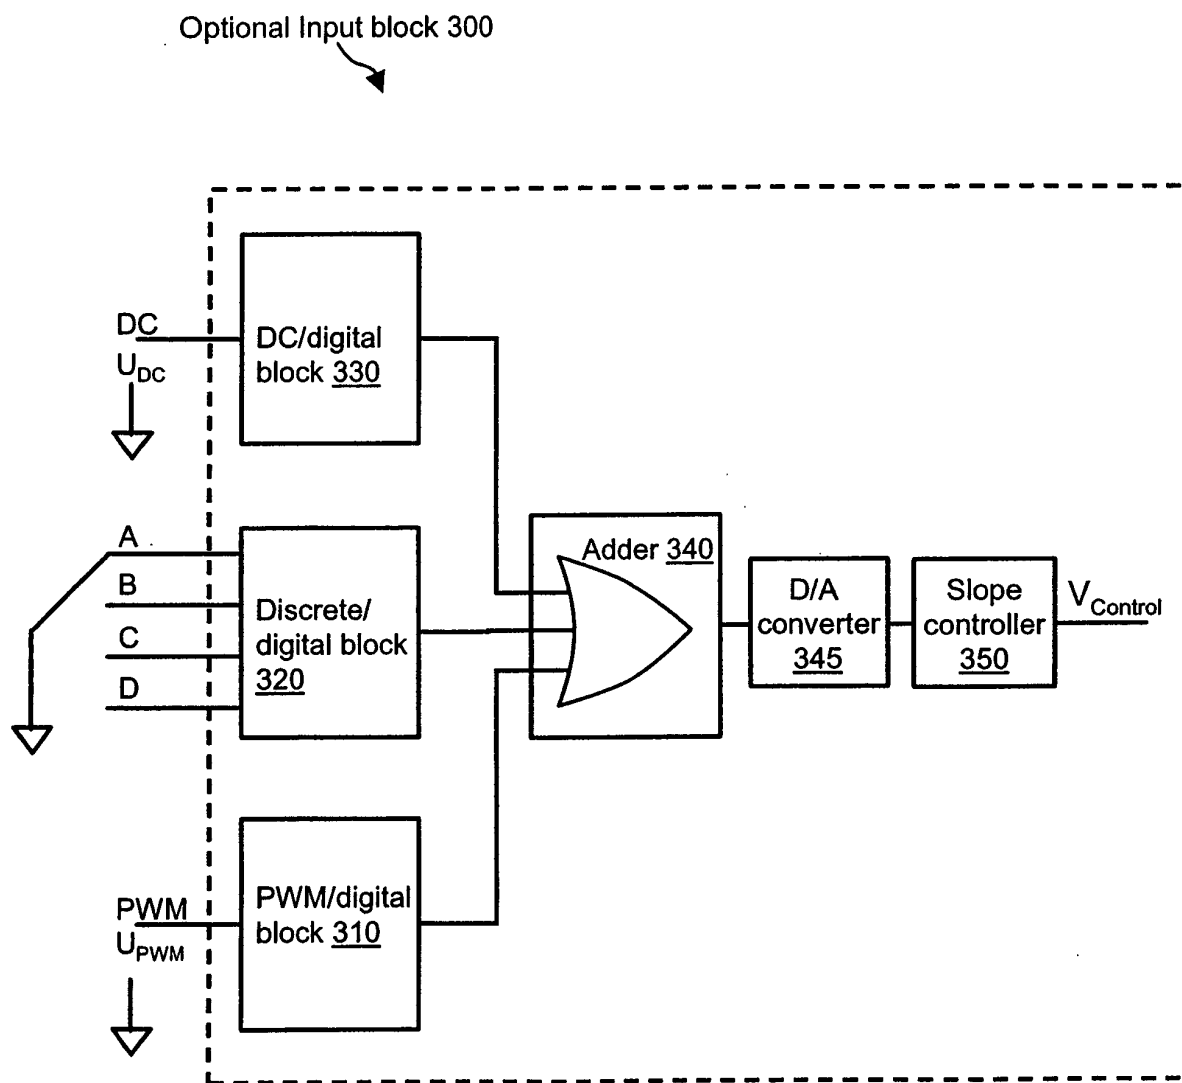 Optional Input block 300
DC
U_DC
DC/digital
block 330
A
B
C
D
Discrete/
digital block
320
Adder 340
D/A
converter
345
Slope
controller
350
V_Control
PWM
U_PWM
PWM/digital
block 310